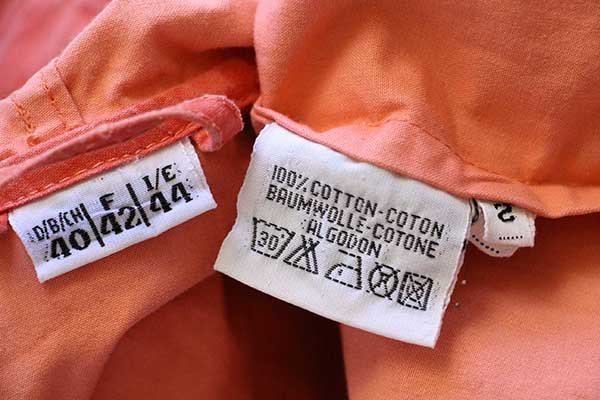 D/B/CH F I/E
40 42 44
100% COTTON-COTON
BAUMWOLLE-COTONE
ALGODON
30